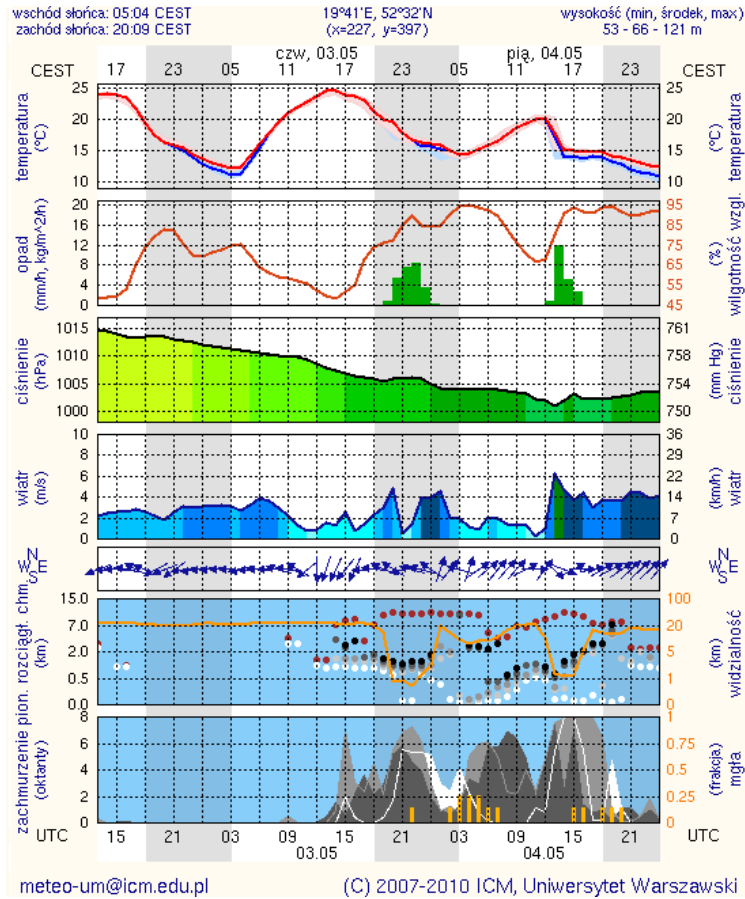 wschód słońca: 05:04 CEST 19°41'E, 52°32'N wysokość (min, środek, max)
zachód słońca: 20:09 CEST (x=227, y=397) 53 - 66 - 121 m
czw, 03.05 pią, 04.05
CEST 17 23 05 11 17 23 05 11 17 23 CEST
temperatura (°C) 25 20 15 10 25 20 15 10 (°C) temperatura
opad (mm/h, kg/m^2/h) 20 16 12 8 4 0 95 85 75 65 55 45 (%) wilgotność wzgl.
ciśnienie (hPa) 1015 1010 1005 1000 761 758 754 750 (mm Hg) ciśnienie
wiatr (m/s) 10 8 6 4 2 0 36 29 22 14 7 0 (km/h) wiatr
N W E S N W E S
pion. rozciągł. chm. (km) 15.0 7.0 2.0 0.5 0.0 100 20 5 1 0 (km) widzialność
zachmurzenie (oktanty) 8 6 4 2 0 1 0.75 0.5 0.25 0 (frakcja) mgła
UTC 15 21 03 09 15 21 03 09 15 21 UTC
03.05 04.05
meteo-um@icm.edu.pl (C) 2007-2010 ICM, Uniwersytet Warszawski